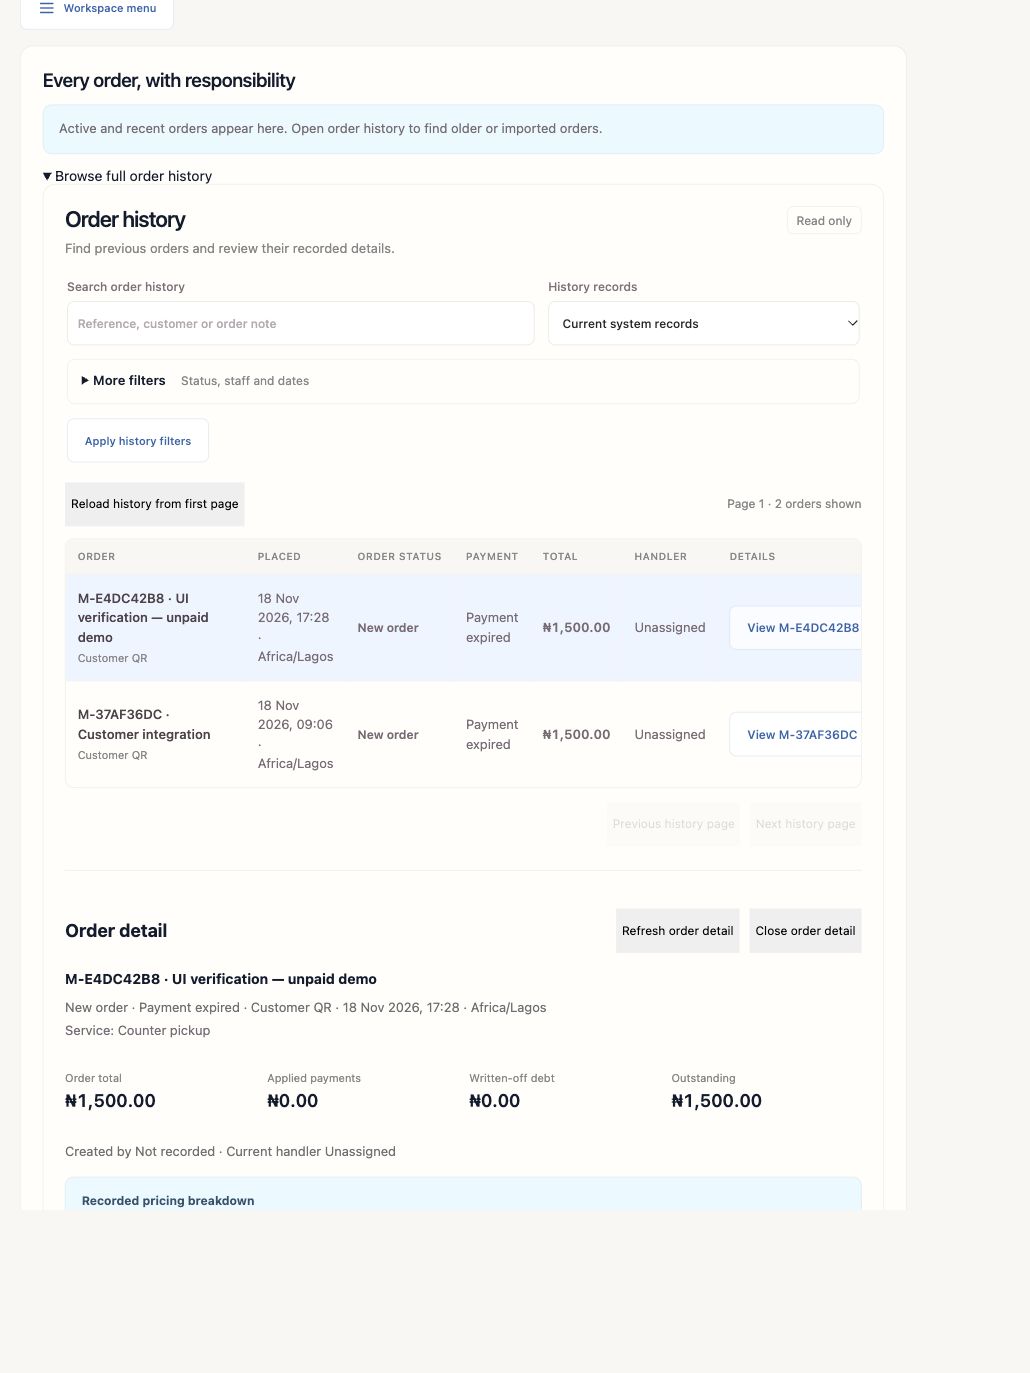 Workspace menu
Every order, with responsibility
Active and recent orders appear here. Open order history to find older or imported orders.
▼ Browse full order history
Order history
Read only
Find previous orders and review their recorded details.
Search order history
History records
Reference, customer or order note
Current system records
▶ More filters Status, staff and dates
Apply history filters
Reload history from first page
Page 1 · 2 orders shown
ORDER PLACED ORDER STATUS PAYMENT TOTAL HANDLER DETAILS
M-E4DC42B8 · UI
verification — unpaid
demo
Customer QR
18 Nov
2026, 17:28
·
Africa/Lagos
New order
Payment
expired
₦1,500.00
Unassigned
View M-E4DC42B8
M-37AF36DC ·
Customer integration
Customer QR
18 Nov
2026, 09:06
·
Africa/Lagos
New order
Payment
expired
₦1,500.00
Unassigned
View M-37AF36DC
Previous history page
Next history page
Order detail
Refresh order detail
Close order detail
M-E4DC42B8 · UI verification — unpaid demo
New order · Payment expired · Customer QR · 18 Nov 2026, 17:28 · Africa/Lagos
Service: Counter pickup
Order total Applied payments Written-off debt Outstanding
₦1,500.00 ₦0.00 ₦0.00 ₦1,500.00
Created by Not recorded · Current handler Unassigned
Recorded pricing breakdown